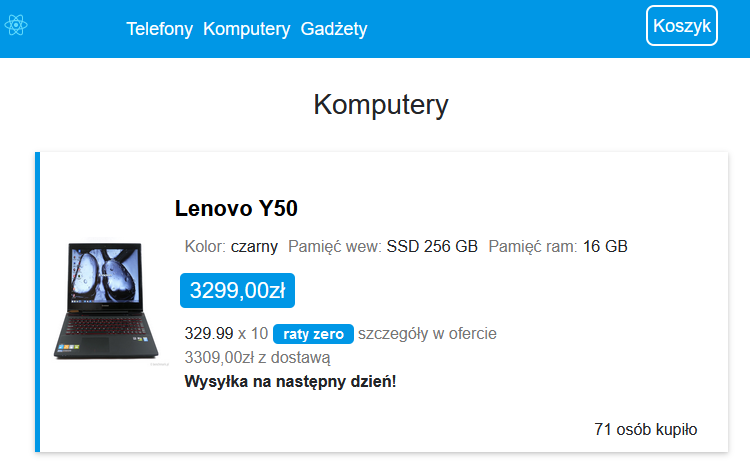 Telefony Komputery Gadżety Koszyk
Komputery
Lenovo Y50
Kolor: czarny Pamięć wew: SSD 256 GB Pamięć ram: 16 GB
3299,00zł
329.99 x 10 raty zero szczegóły w ofercie
3309,00zł z dostawą
Wysyłka na następny dzień!
71 osób kupiło